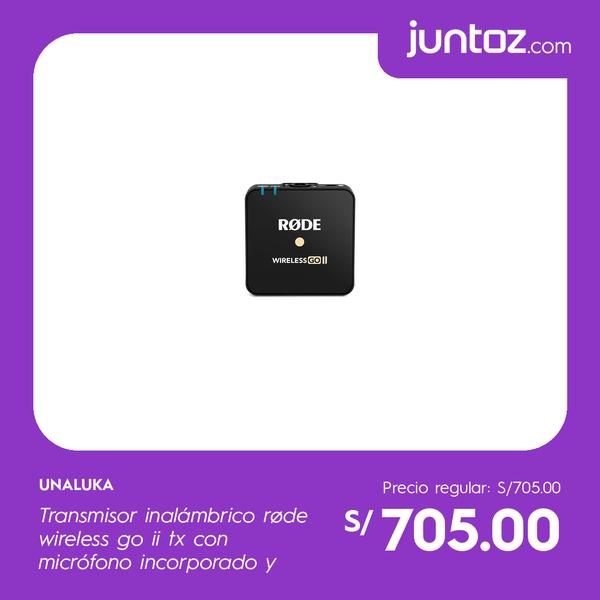 juntoz.com
RØDE
WIRELESS GO II
UNALUKA
Transmisor inalámbrico røde
wireless go ii tx con
micrófono incorporado y
Precio regular: S/705.00
S/ 705.00